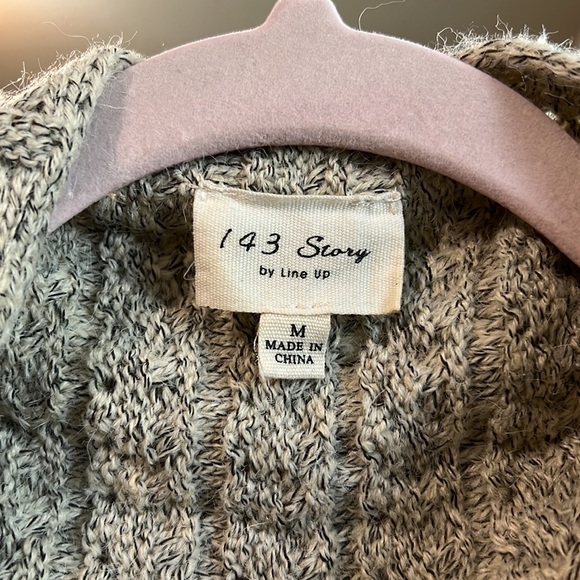 143 Story
by Line Up
M
MADE IN
CHINA